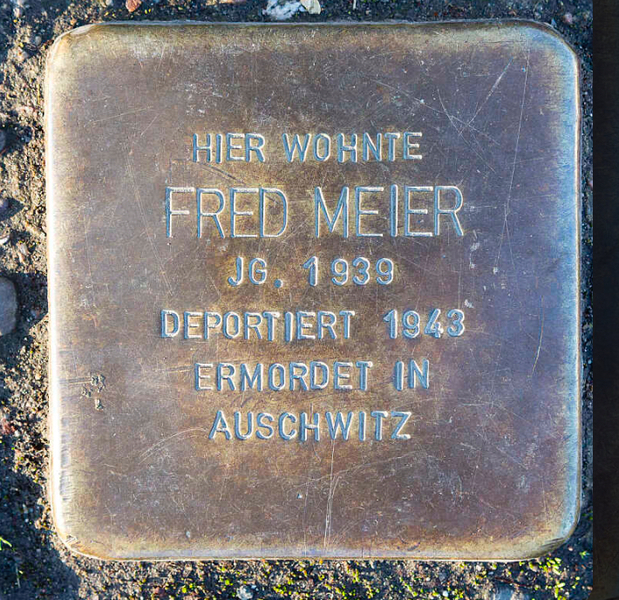 HIER WOHNTE
FRED MEIER
JG. 1939
DEPORTIERT 1943
ERMORDET IN
AUSCHWITZ